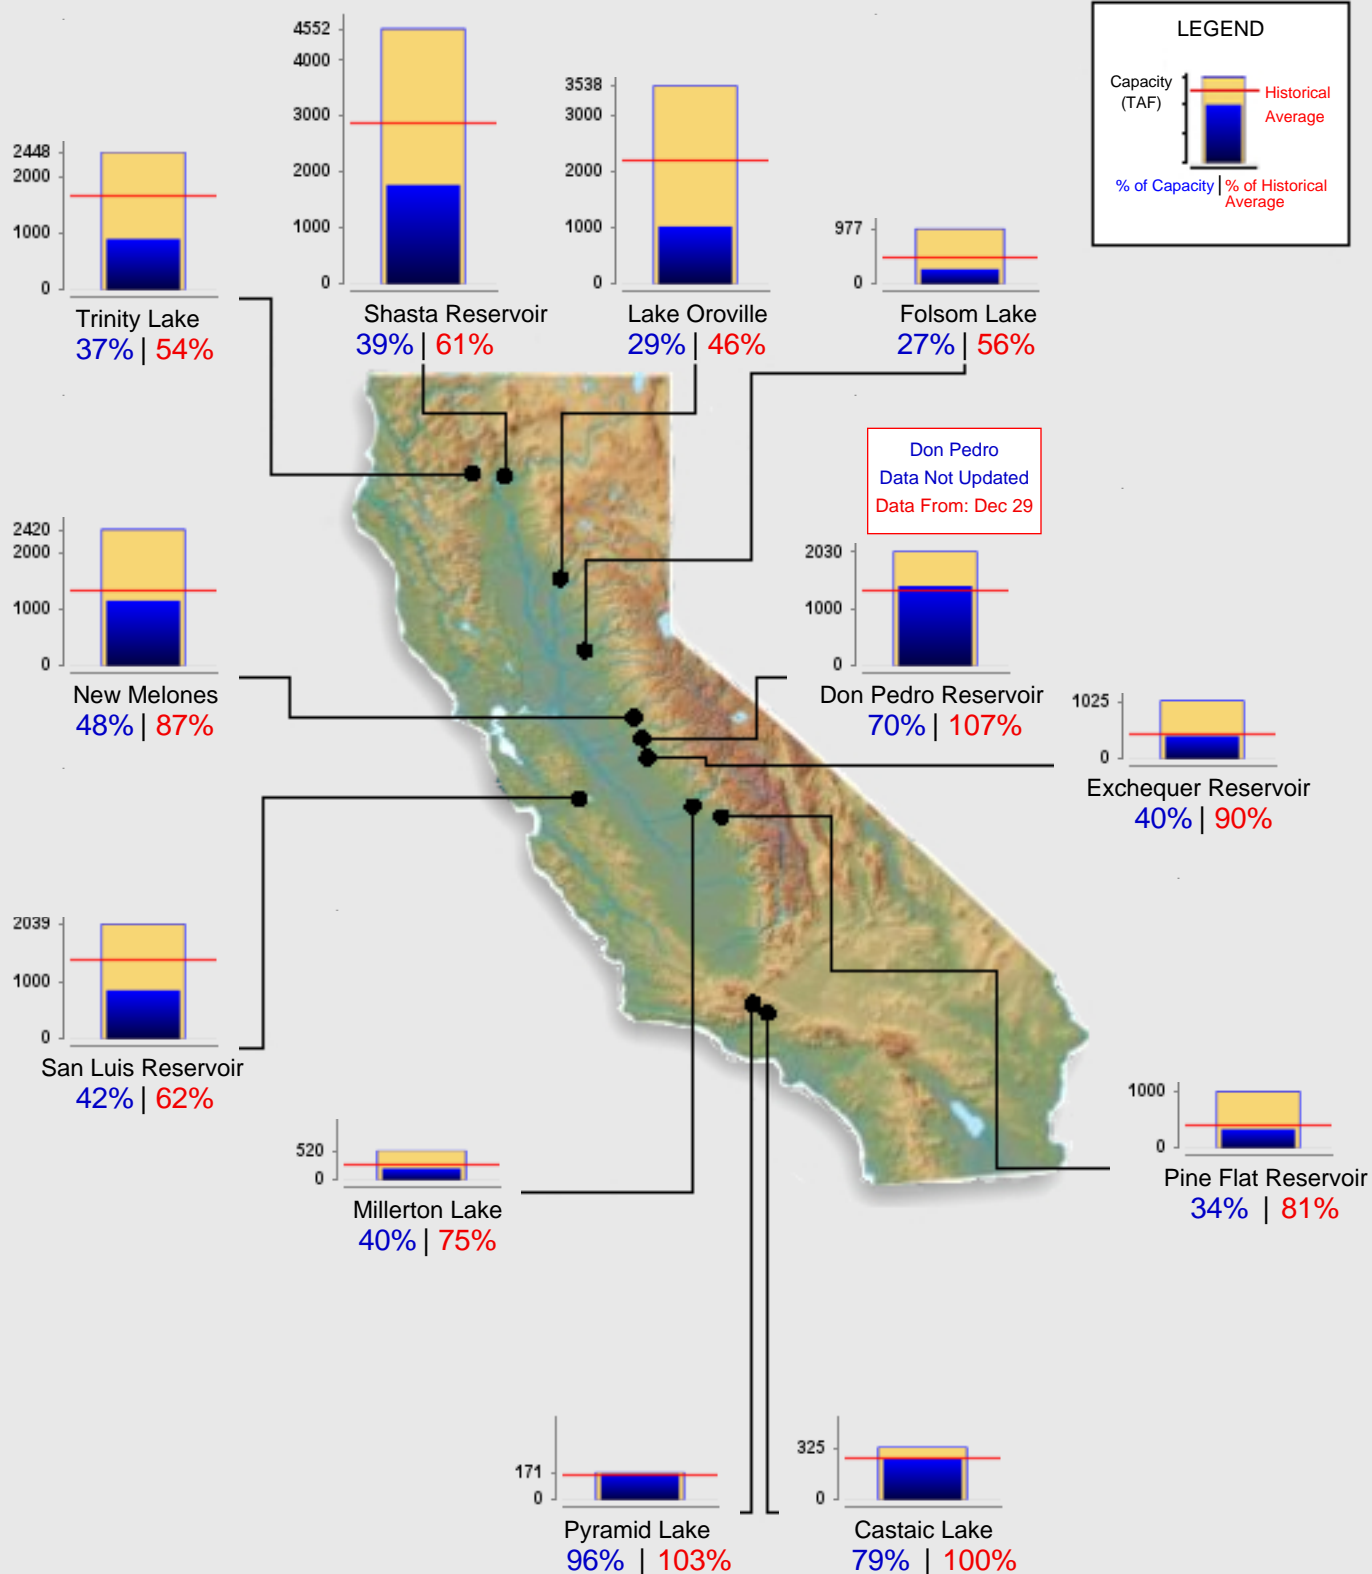 LEGEND
Capacity
(TAF)
Historical
Average
% of Capacity | % of Historical
Average
4552
4000
3000
2000
1000
0
Shasta Reservoir
39% | 61%
3538
3000
2000
1000
0
Lake Oroville
29% | 46%
2448
2000
1000
0
Trinity Lake
37% | 54%
977
0
Folsom Lake
27% | 56%
Don Pedro
Data Not Updated
Data From: Dec 29
2030
1000
0
Don Pedro Reservoir
70% | 107%
2420
2000
1000
0
New Melones
48% | 87%
1025
0
Exchequer Reservoir
40% | 90%
2039
1000
0
San Luis Reservoir
42% | 62%
520
0
Millerton Lake
40% | 75%
1000
0
Pine Flat Reservoir
34% | 81%
171
0
Pyramid Lake
96% | 103%
325
0
Castaic Lake
79% | 100%